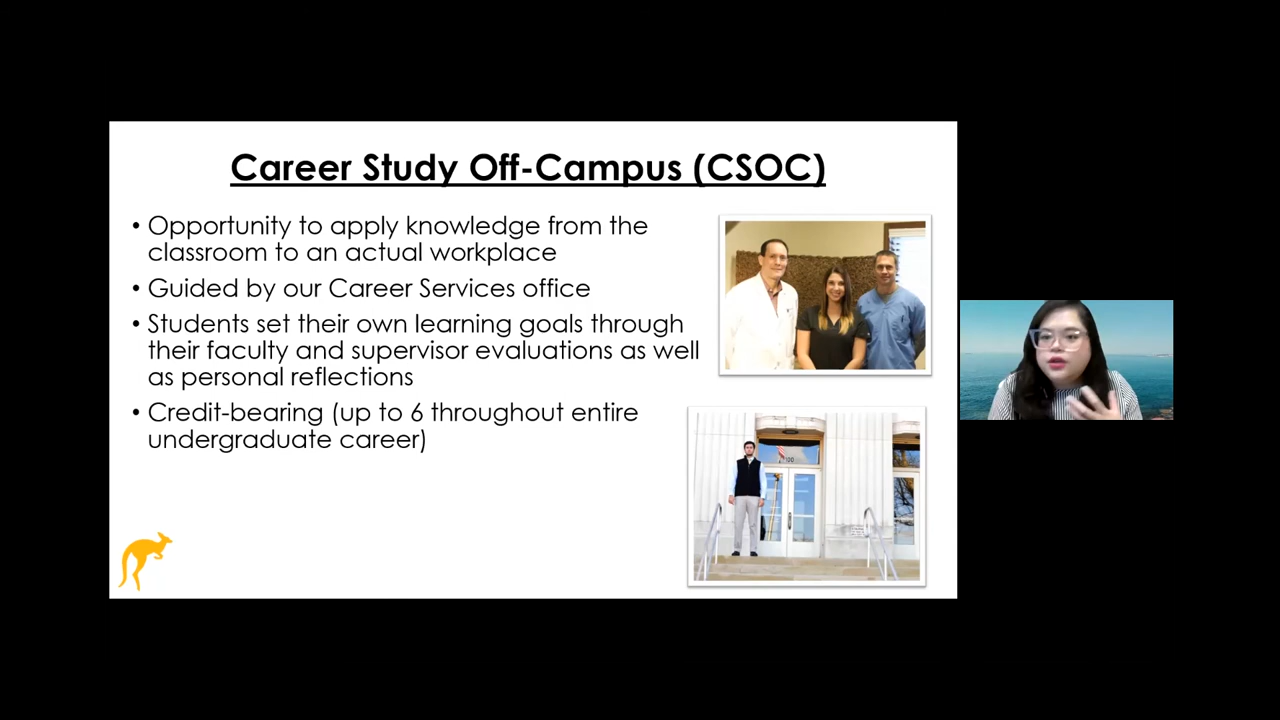 Career Study Off-Campus (CSOC)
• Opportunity to apply knowledge from the
classroom to an actual workplace
• Guided by our Career Services office
• Students set their own learning goals through
their faculty and supervisor evaluations as well
as personal reflections
• Credit-bearing (up to 6 throughout entire
undergraduate career)